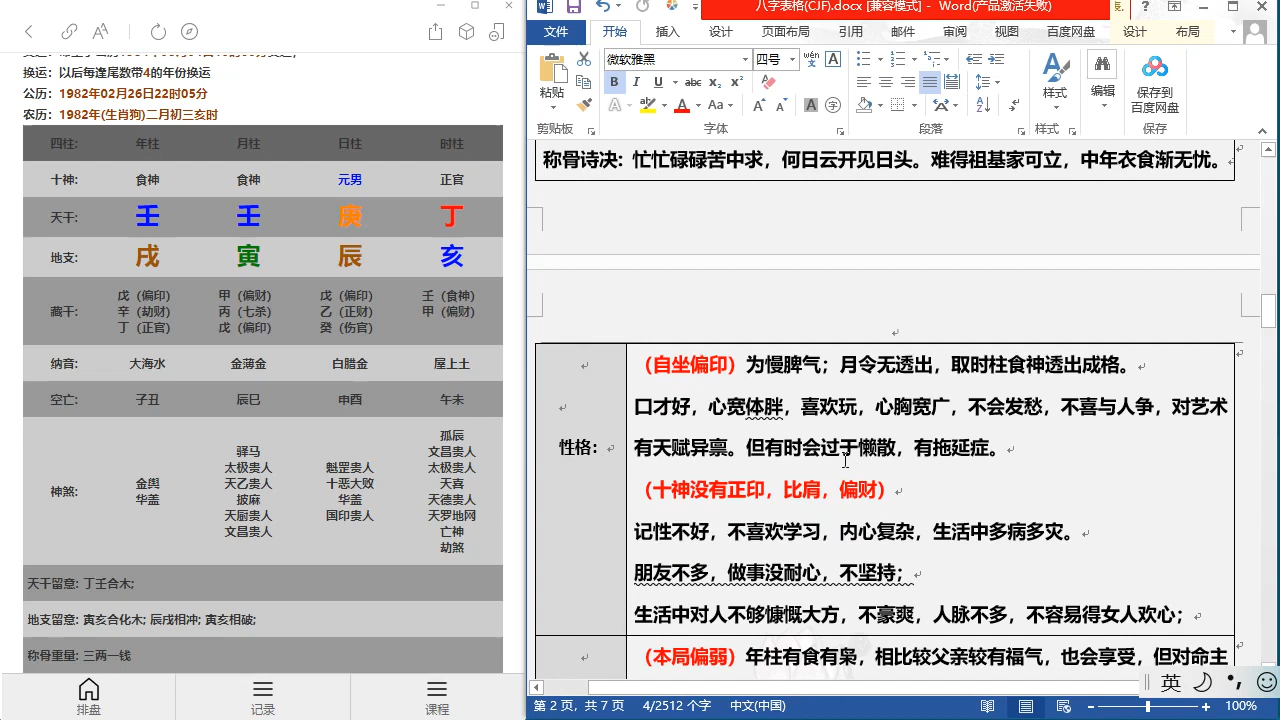 换运：以后每逢尾数带4的年份换运
公历：1982年02月26日22时05分
农历：1982年(生肖狗)二月初三亥时
四柱: 年柱 月柱 日柱 时柱
十神: 食神 食神 元男 正官
天干: 壬 壬 庚 丁
地支: 戌 寅 辰 亥
藏干:
戊（偏印） 甲（偏财） 戊（偏印） 壬（食神）
辛（劫财） 丙（七杀） 乙（正财） 甲（偏财）
丁（正官） 戊（偏印） 癸（伤官）
纳音: 大海水 金薄金 白腊金 屋上土
空亡: 子丑 辰巳 申酉 午未
神煞:
金舆
华盖
驿马
太极贵人
天乙贵人
披麻
天厨贵人
文昌贵人
魁罡贵人
十恶大败
华盖
国印贵人
孤辰
文昌贵人
太极贵人
天喜
天德贵人
天罗地网
亡神
劫煞
天干留意: 丁壬合木;
地支留意: 寅亥合化木; 辰戌相冲; 寅亥相破;
称骨重量: 三两一钱
排盘 记录 课程
八字表格(CJF).docx [兼容模式] - Word(产品激活失败)
文件 开始 插入 设计 页面布局 引用 邮件 审阅 视图 百度网盘 设计 布局
微软雅黑 四号
粘贴 样式 编辑 保存到
百度网盘
剪贴板 字体 段落 样式 保存
称骨诗决: 忙忙碌碌苦中求，何日云开见日头。难得祖基家可立，中年衣食渐无忧。
性格:
（自坐偏印）为慢脾气；月令无透出，取时柱食神透出成格。
口才好，心宽体胖，喜欢玩，心胸宽广，不会发愁，不喜与人争，对艺术
有天赋异禀。但有时会过于懒散，有拖延症。
（十神没有正印，比肩，偏财）
记性不好，不喜欢学习，内心复杂，生活中多病多灾。
朋友不多，做事没耐心，不坚持；
生活中对人不够慷慨大方，不豪爽，人脉不多，不容易得女人欢心；
（本局偏弱）年柱有食有枭，相比较父亲较有福气，也会享受，但对命主
英
第 2 页，共 7 页 4/2512 个字 中文(中国) 100%